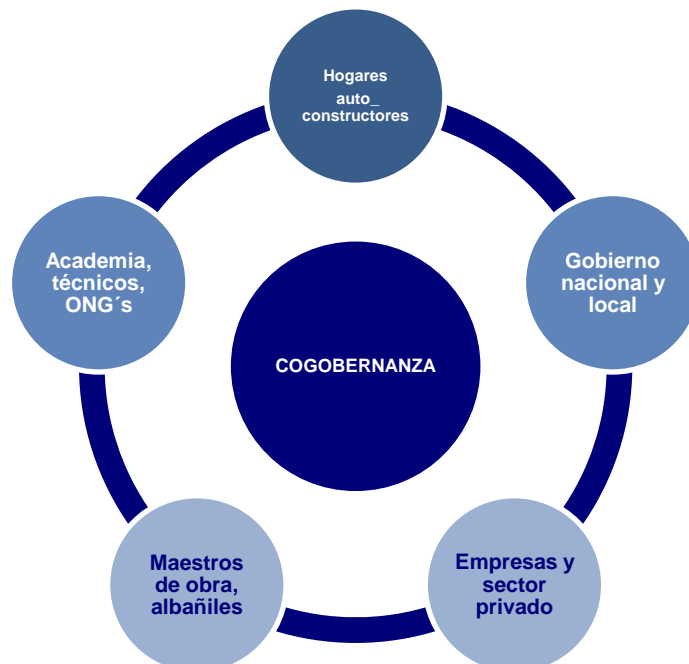 Hogares
auto_
constructores
Gobierno
nacional y
local
Empresas y
sector
privado
Maestros
de obra,
albañiles
Academia,
técnicos,
ONG´s
COGOBERNANZA